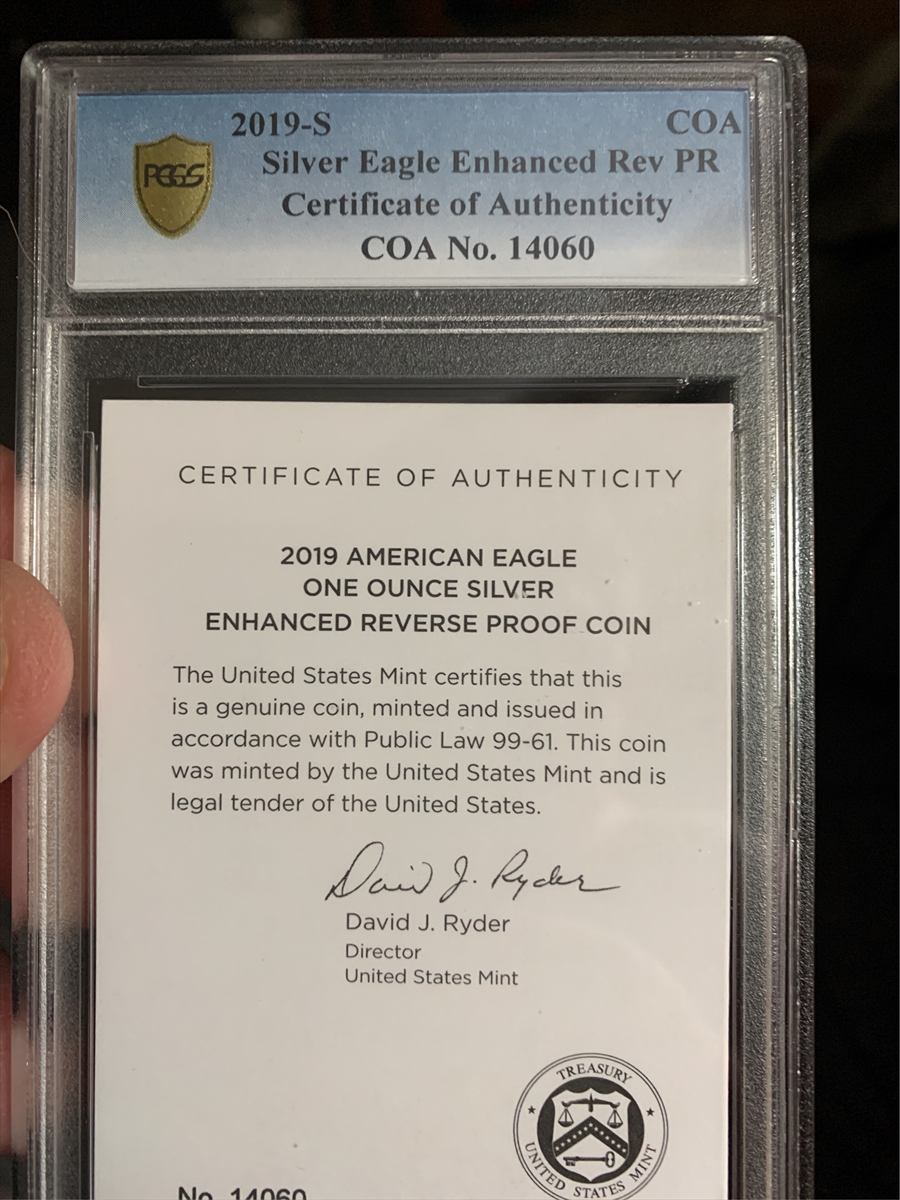 2019-S COA
PCGS
Silver Eagle Enhanced Rev PR
Certificate of Authenticity
COA No. 14060
CERTIFICATE OF AUTHENTICITY
2019 AMERICAN EAGLE
ONE OUNCE SILVER
ENHANCED REVERSE PROOF COIN
The United States Mint certifies that this
is a genuine coin, minted and issued in
accordance with Public Law 99-61. This coin
was minted by the United States Mint and is
legal tender of the United States.
David J. Ryder
David J. Ryder
Director
United States Mint
TREASURY
UNITED STATES MINT
No. 14060